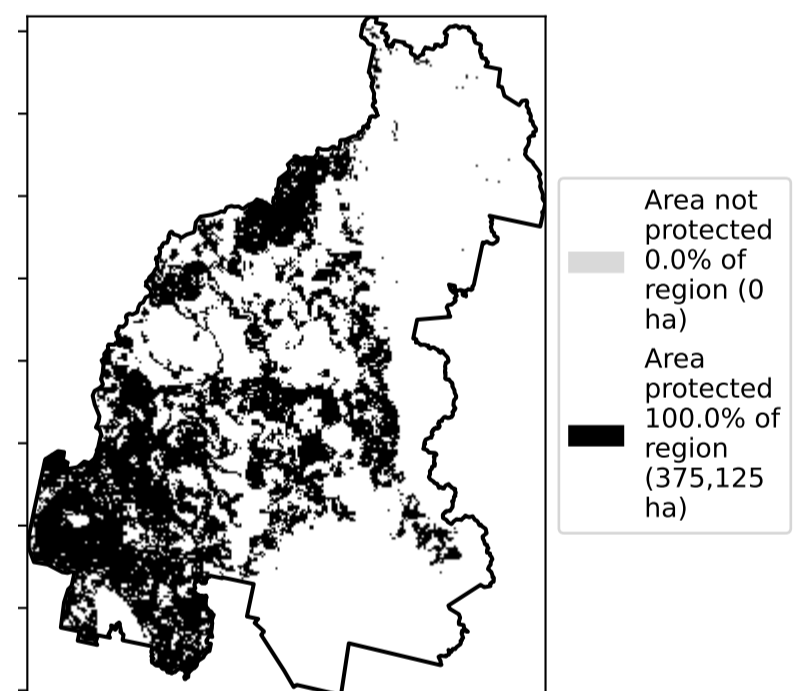 Area not
protected
0.0% of
region (0
ha)
Area
protected
100.0% of
region
(375,125
ha)